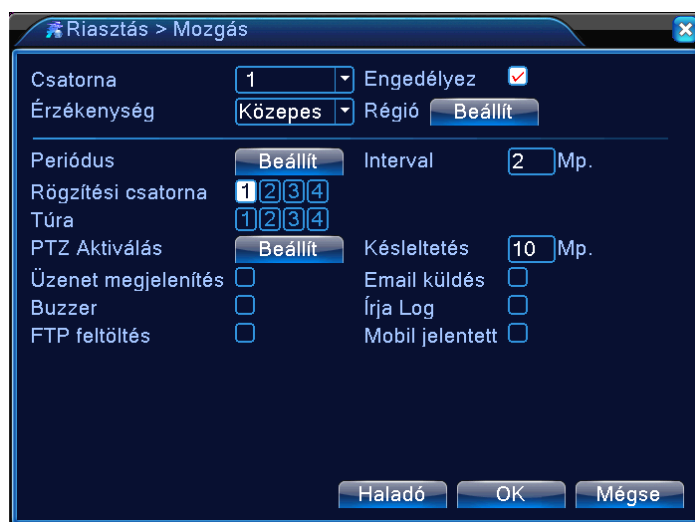 Riasztás > Mozgás
Csatorna 1 Engedélyez
Érzékenység Közepes Régió Beállít
Periódus Beállít Interval 2 Mp.
Rögzítési csatorna 1 2 3 4
Túra 1 2 3 4
PTZ Aktiválás Beállít Késleltetés 10 Mp.
Üzenet megjelenítés Email küldés
Buzzer Írja Log
FTP feltöltés Mobil jelentett
Haladó OK Mégse